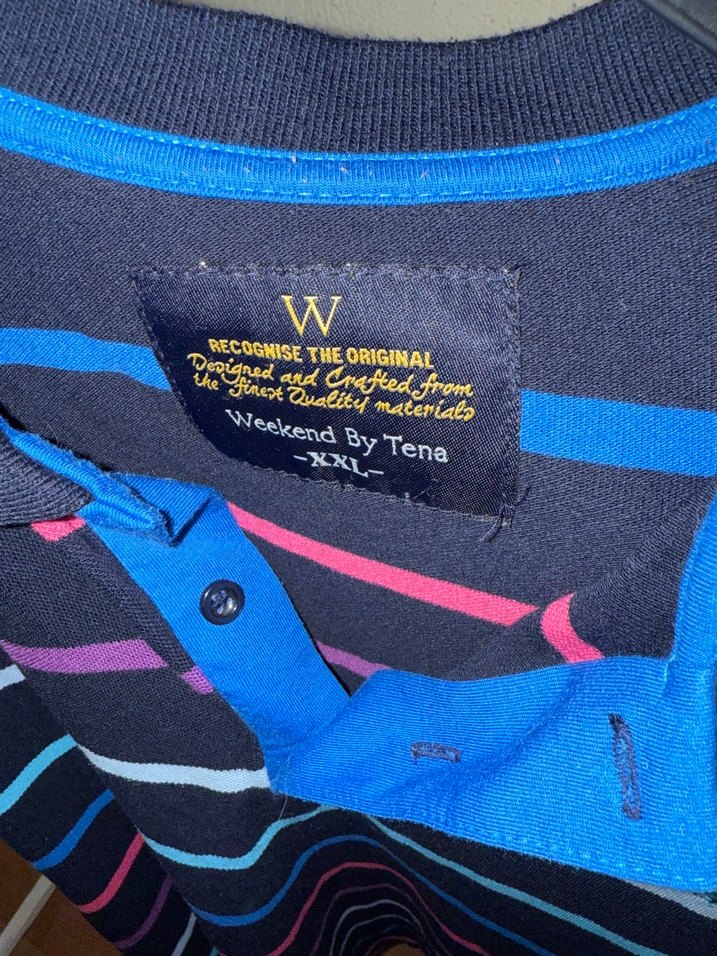 W
RECOGNISE THE ORIGINAL
Designed and Crafted from
the finest Quality materials
Weekend By Tena
-XXL-